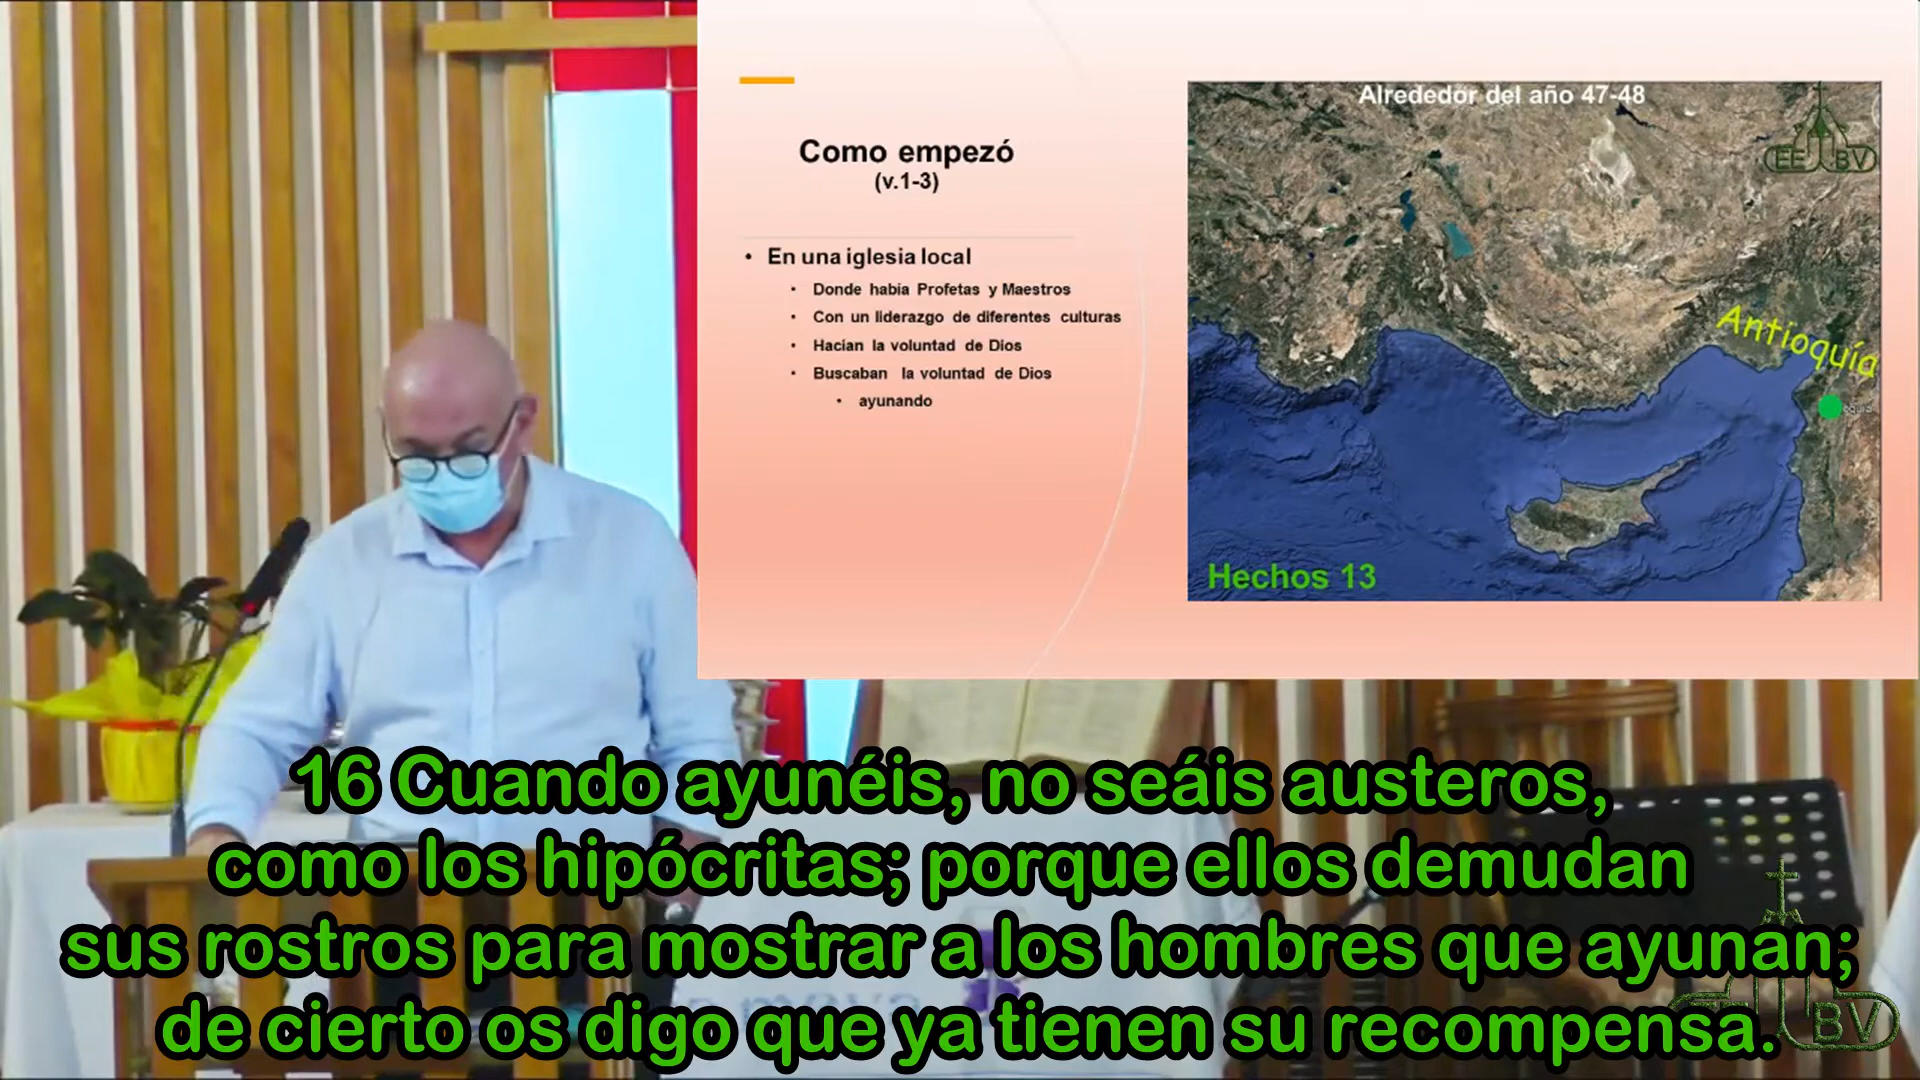 Como empezó
(v.1-3)
• En una iglesia local
• Donde habia Profetas y Maestros
• Con un liderazgo de diferentes culturas
• Hacian la voluntad de Dios
• Buscaban la voluntad de Dios
• ayunando
Alrededor del año 47-48
EE BV
Antioquía
Hechos 13
16 Cuando ayunéis, no seáis austeros,
como los hipócritas; porque ellos demudan
sus rostros para mostrar a los hombres que ayunan;
de cierto os digo que ya tienen su recompensa.
BV